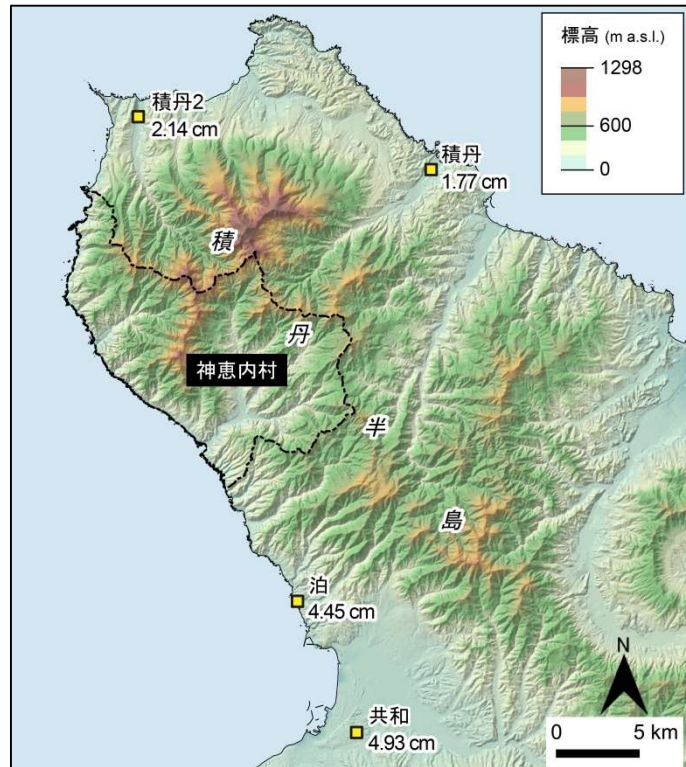 標高 (m a.s.l.)
1298
600
0
積丹2
2.14 cm
積丹
1.77 cm
積
丹
半
島
神恵内村
泊
4.45 cm
共和
4.93 cm
N
0 5 km